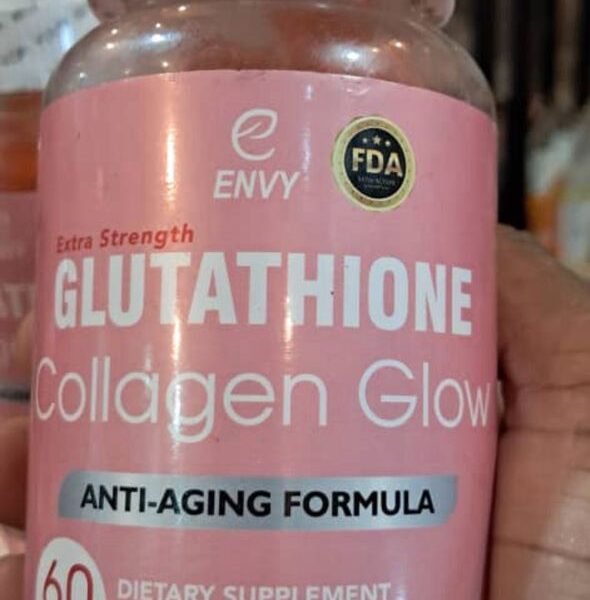 ENVY
FDA
Extra Strength
GLUTATHIONE
Collagen Glow
ANTI-AGING FORMULA
60
DIETARY SUPPLEMENT